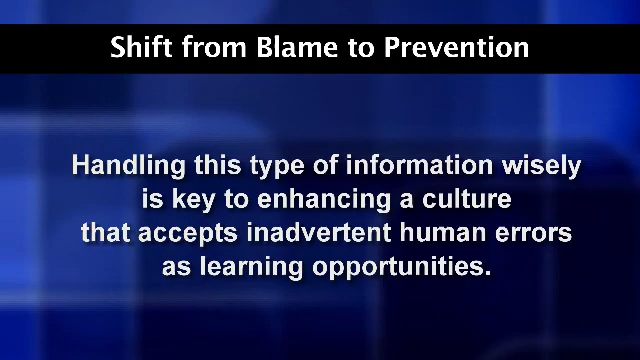 Shift from Blame to Prevention
Handling this type of information wisely
is key to enhancing a culture
that accepts inadvertent human errors
as learning opportunities.